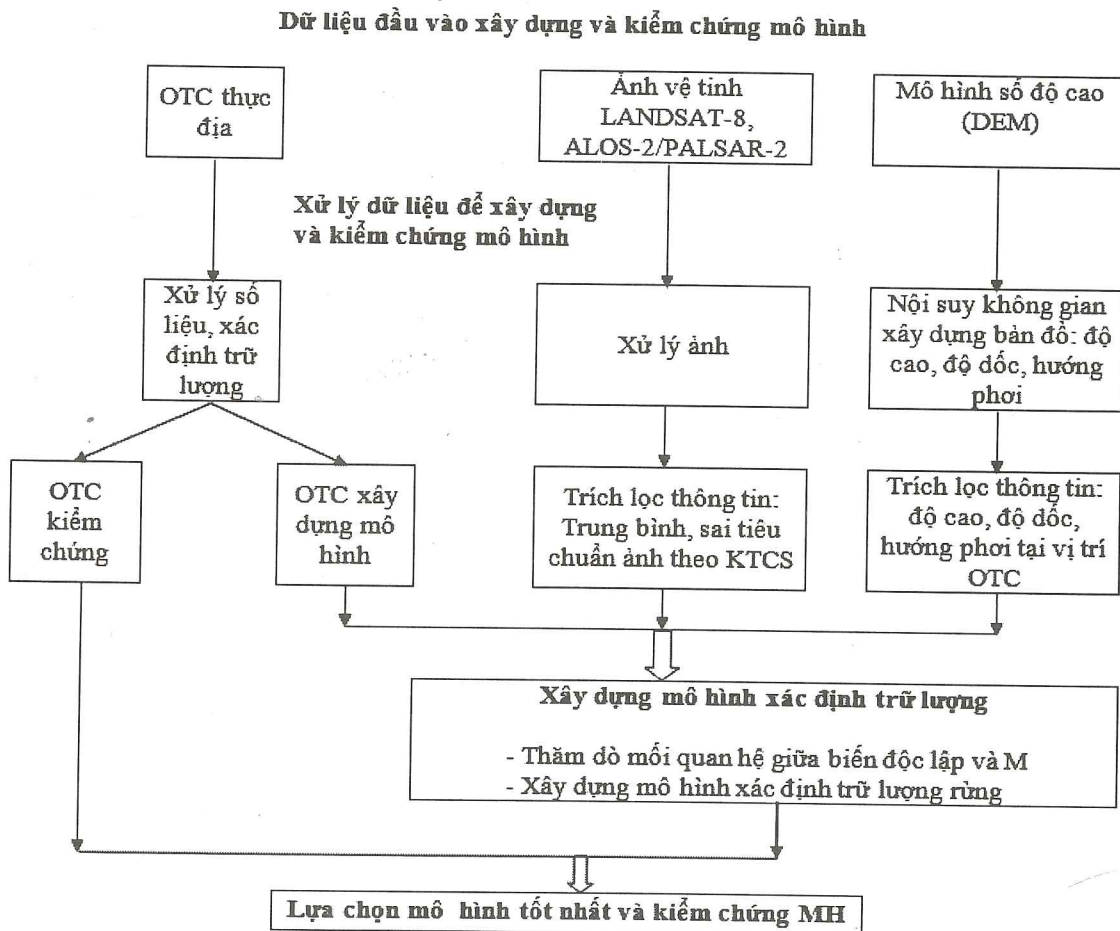 Dữ liệu đầu vào xây dựng và kiểm chứng mô hình
OTC thực
địa
Ảnh vệ tinh
LANDSAT-8,
ALOS-2/PALSAR-2
Mô hình số độ cao
(DEM)
Xử lý dữ liệu để xây dựng
và kiểm chứng mô hình
Xử lý số
liệu, xác
định trữ
lượng
Xử lý ảnh
Nội suy không gian
xây dựng bản đồ: độ
cao, độ dốc, hướng
phơi
OTC
kiểm
chứng
OTC xây
dựng mô
hình
Trích lọc thông tin:
Trung bình, sai tiêu
chuẩn ảnh theo KTCS
Trích lọc thông tin:
độ cao, độ dốc,
hướng phơi tại vị trí
OTC
Xây dựng mô hình xác định trữ lượng
- Thăm dò mối quan hệ giữa biến độc lập và M
- Xây dựng mô hình xác định trữ lượng rừng
Lựa chọn mô hình tốt nhất và kiểm chứng MH